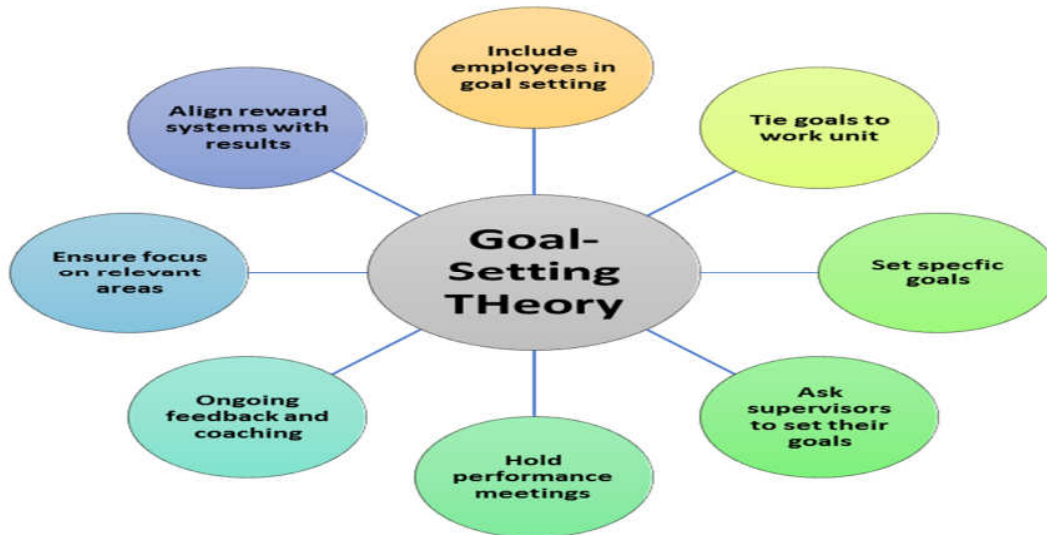 Include
employees in
goal setting
Tie goals to
work unit
Set specfic
goals
Ask
supervisors
to set their
goals
Hold
performance
meetings
Ongoing
feedback and
coaching
Ensure focus
on relevant
areas
Align reward
systems with
results
Goal-
Setting
THeory